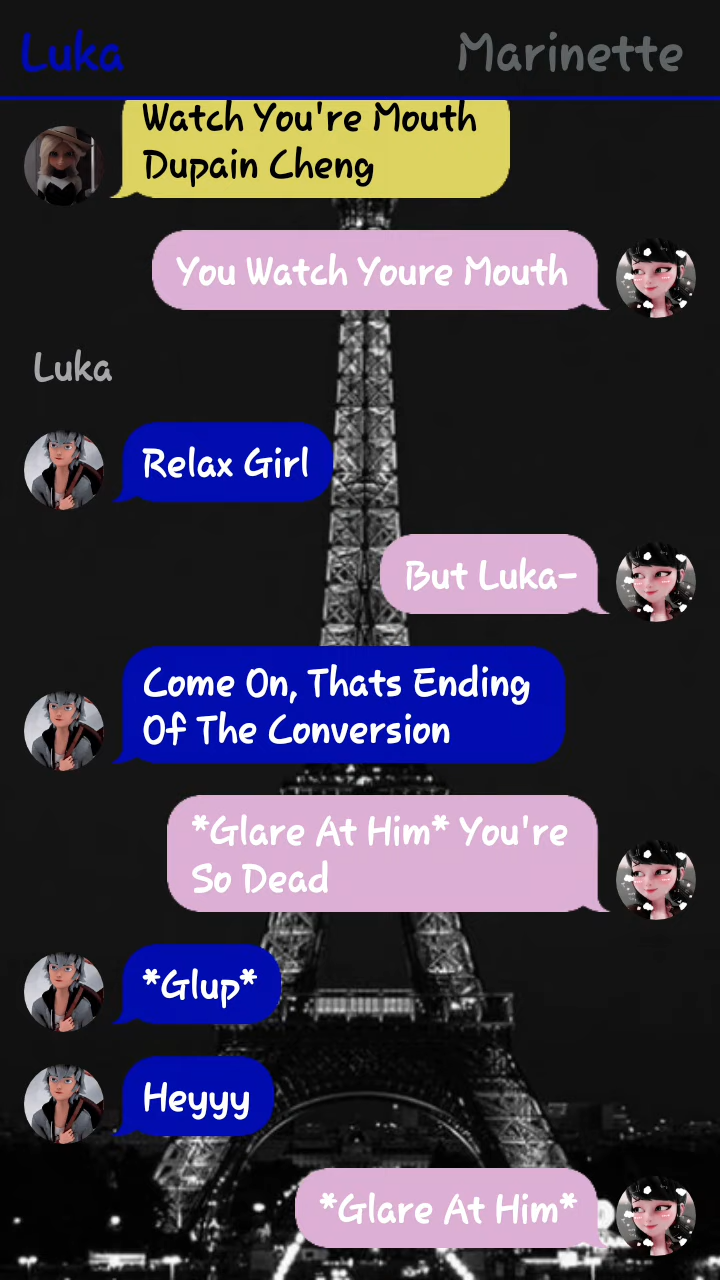 Luka
Marinette
Watch You're Mouth
Dupain Cheng
You Watch Youre Mouth
Luka
Relax Girl
But Luka-
Come On, Thats Ending
Of The Conversion
*Glare At Him* You're
So Dead
*Glup*
Heyyy
*Glare At Him*